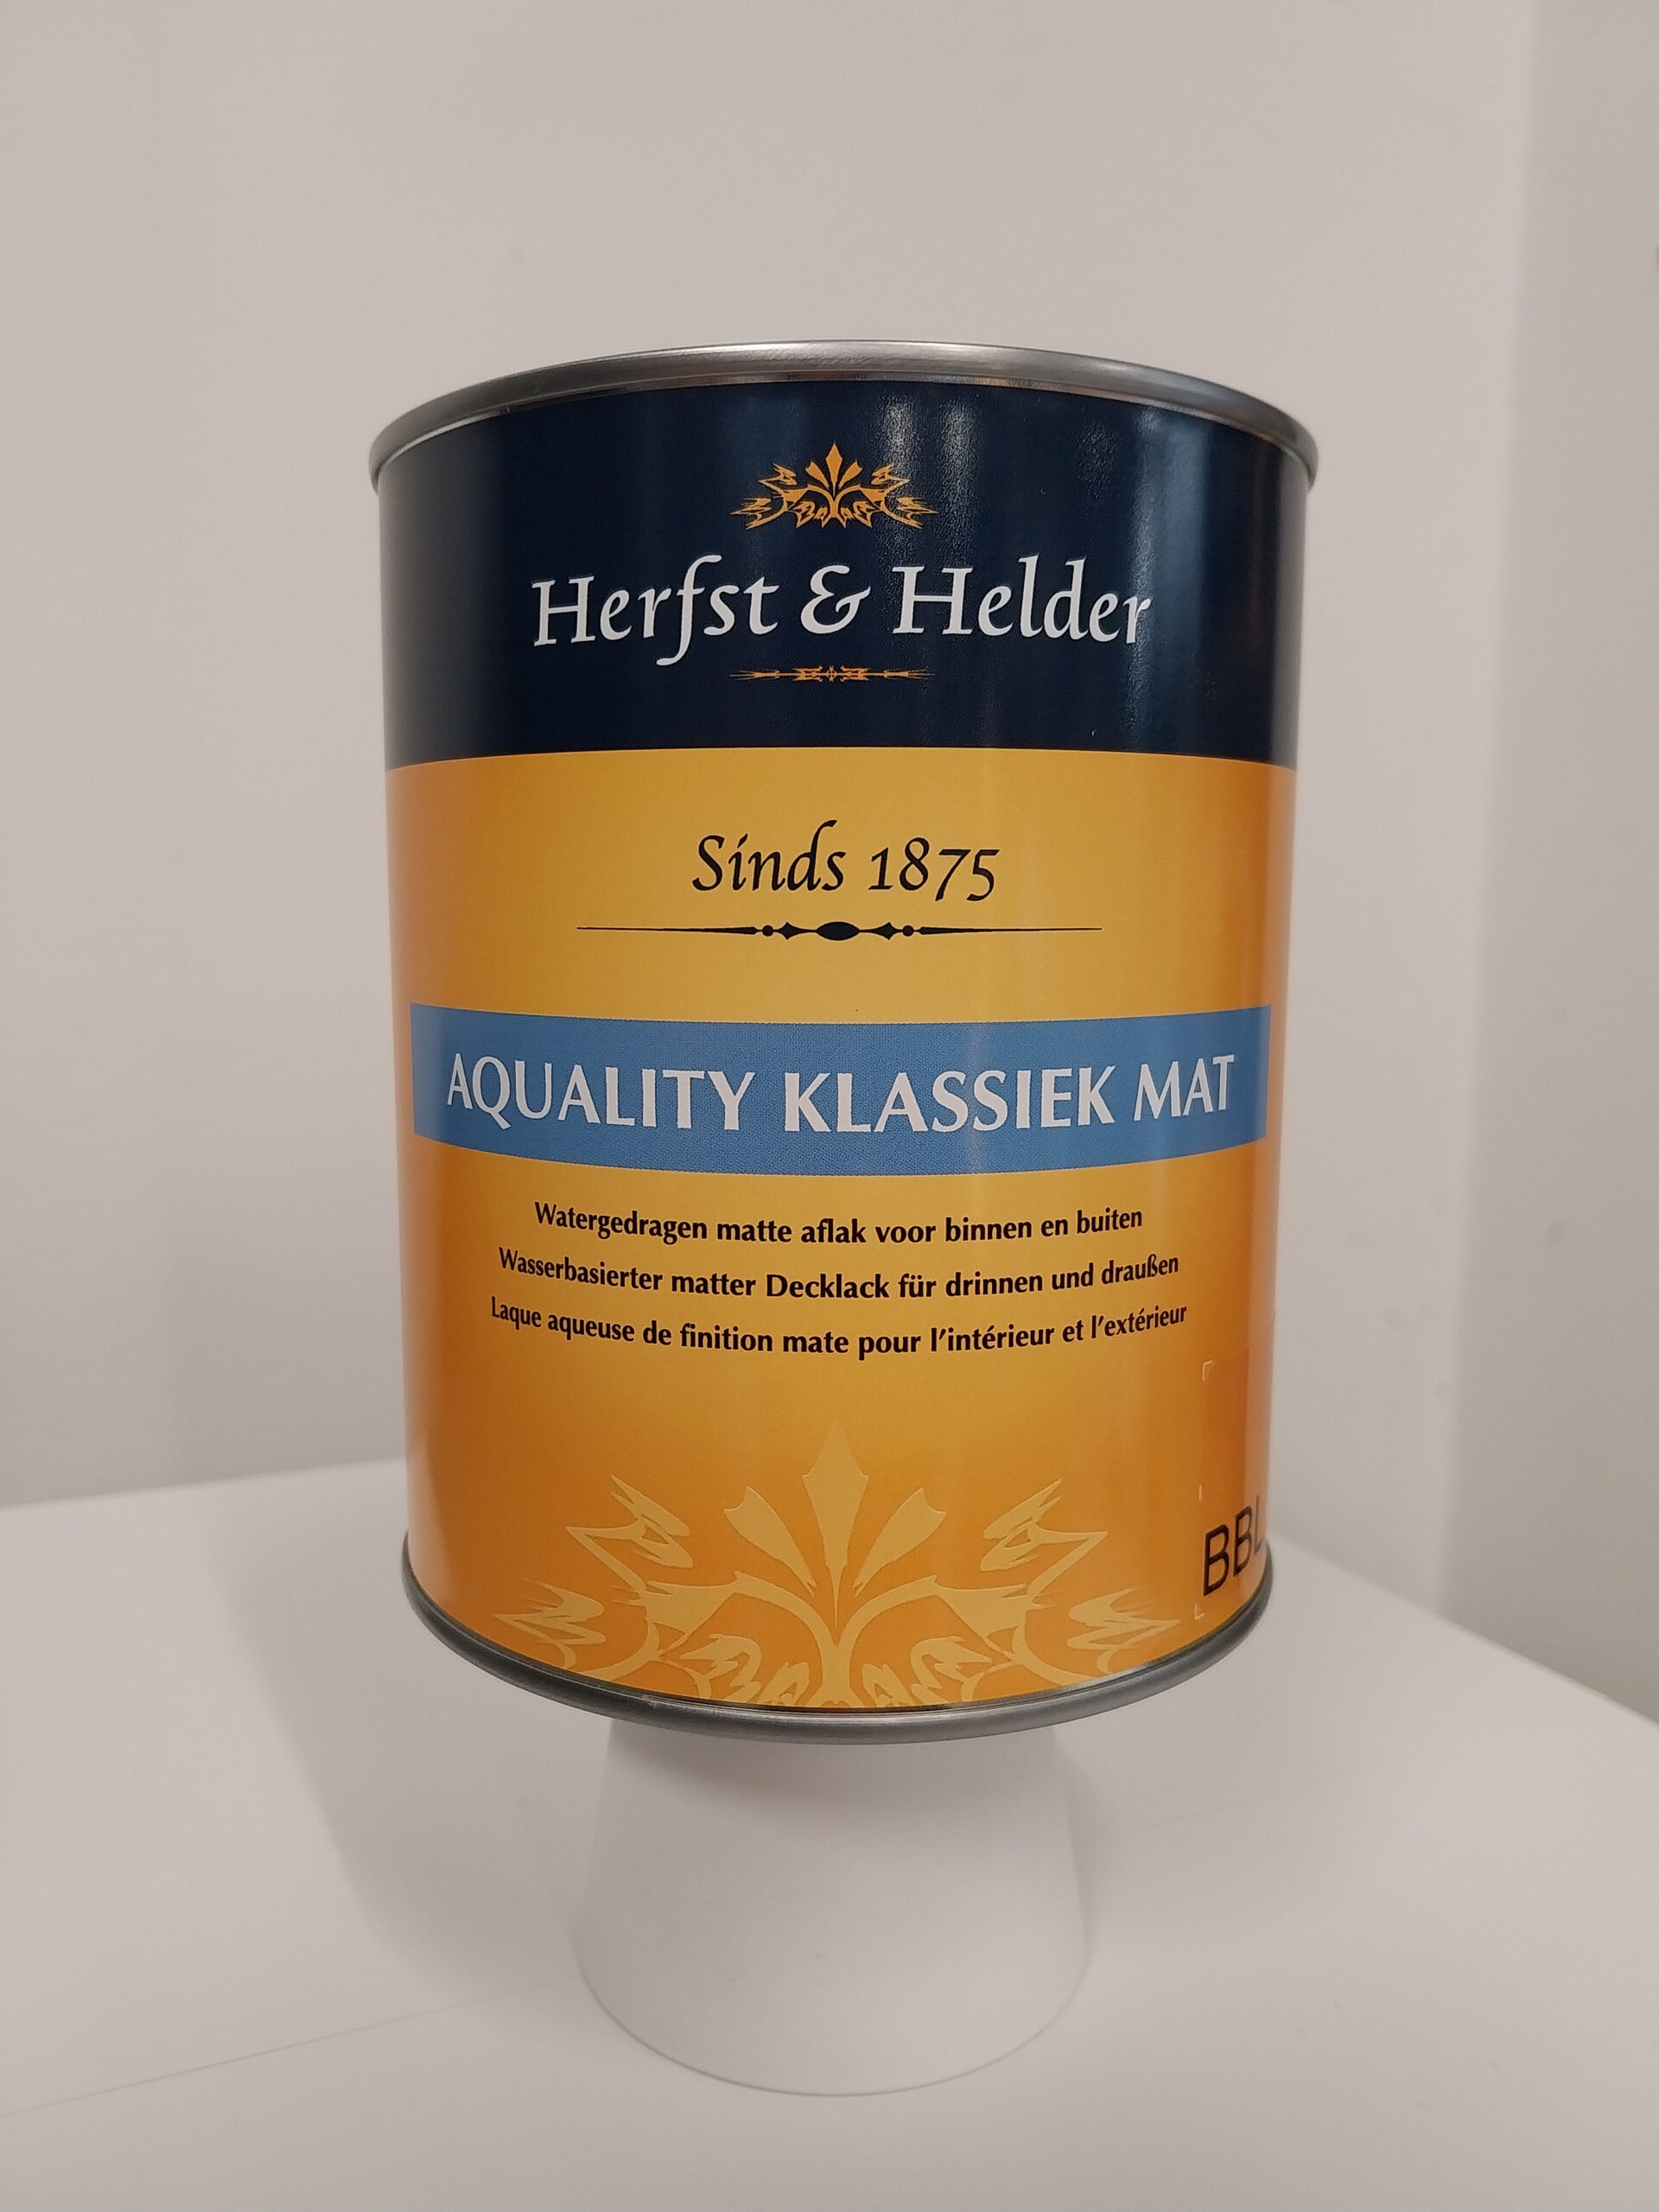 Herfst & Helder
Sinds 1875
AQUALITY KLASSIEK MAT
Watergedragen matte aflak voor binnen en buiten
Wasserbasierter matter Decklack für drinnen und draußen
Laque aqueuse de finition mate pour l'intérieur et l'extérieur
BBL